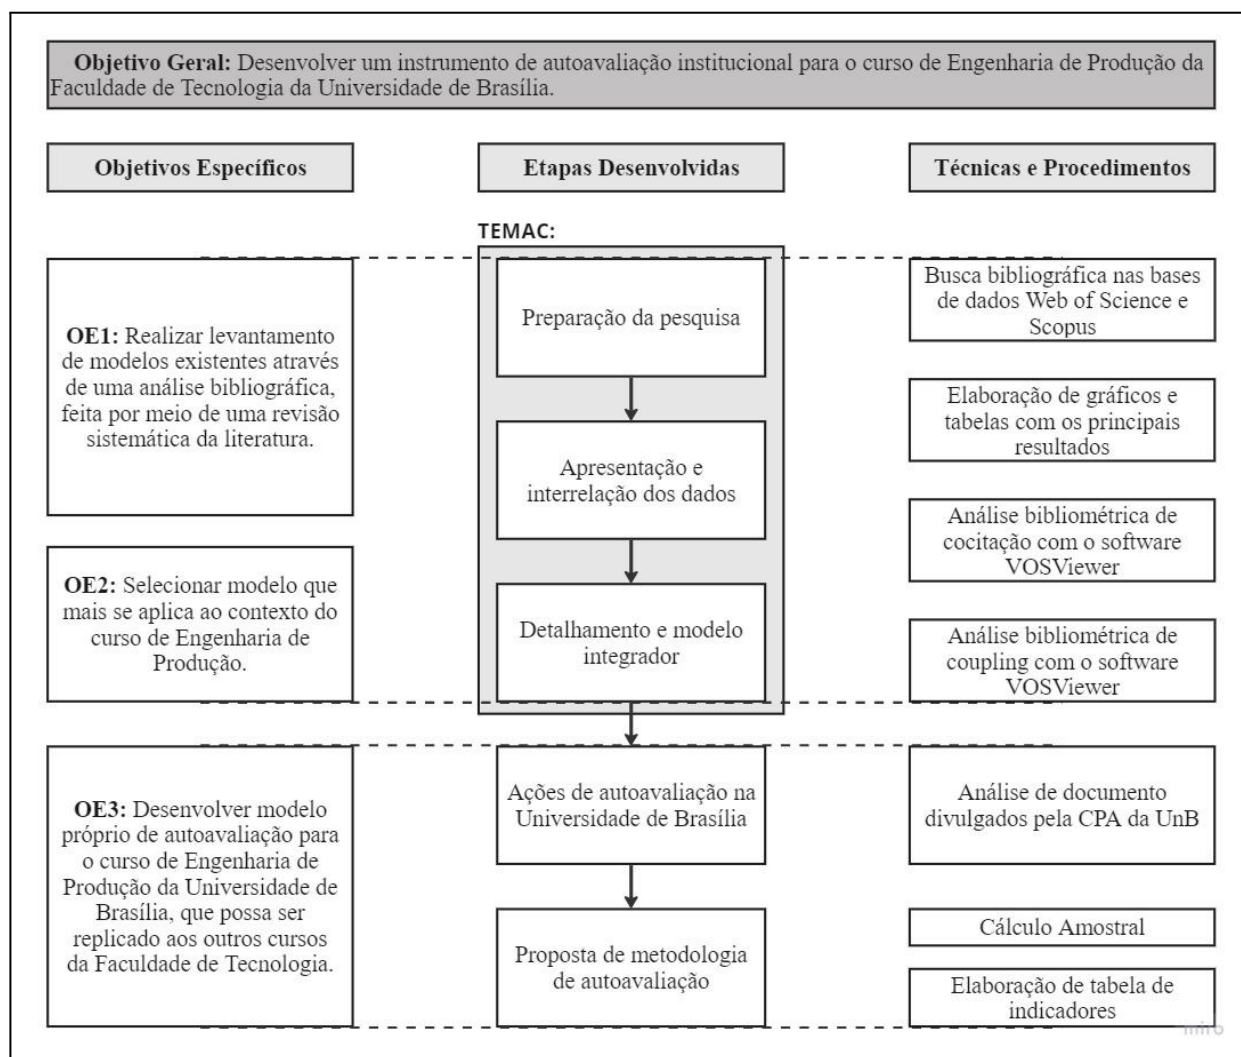 Objetivo Geral: Desenvolver um instrumento de autoavaliação institucional para o curso de Engenharia de Produção da
Faculdade de Tecnologia da Universidade de Brasília.
Objetivos Específicos
Etapas Desenvolvidas
Técnicas e Procedimentos
OE1: Realizar levantamento
de modelos existentes através
de uma análise bibliográfica,
feita por meio de uma revisão
sistemática da literatura.
OE2: Selecionar modelo que
mais se aplica ao contexto do
curso de Engenharia de
Produção.
TEMAC:
Preparação da pesquisa
Apresentação e
interrelação dos dados
Detalhamento e modelo
integrador
Busca bibliográfica nas bases
de dados Web of Science e
Scopus
Elaboração de gráficos e
tabelas com os principais
resultados
Análise bibliométrica de
cocitação com o software
VOSViewer
Análise bibliométrica de
coupling com o software
VOSViewer
OE3: Desenvolver modelo
próprio de autoavaliação para
o curso de Engenharia de
Produção da Universidade de
Brasília, que possa ser
replicado aos outros cursos
da Faculdade de Tecnologia.
Ações de autoavaliação na
Universidade de Brasília
Proposta de metodologia
de autoavaliação
Análise de documento
divulgados pela CPA da UnB
Cálculo Amostral
Elaboração de tabela de
indicadores
miro